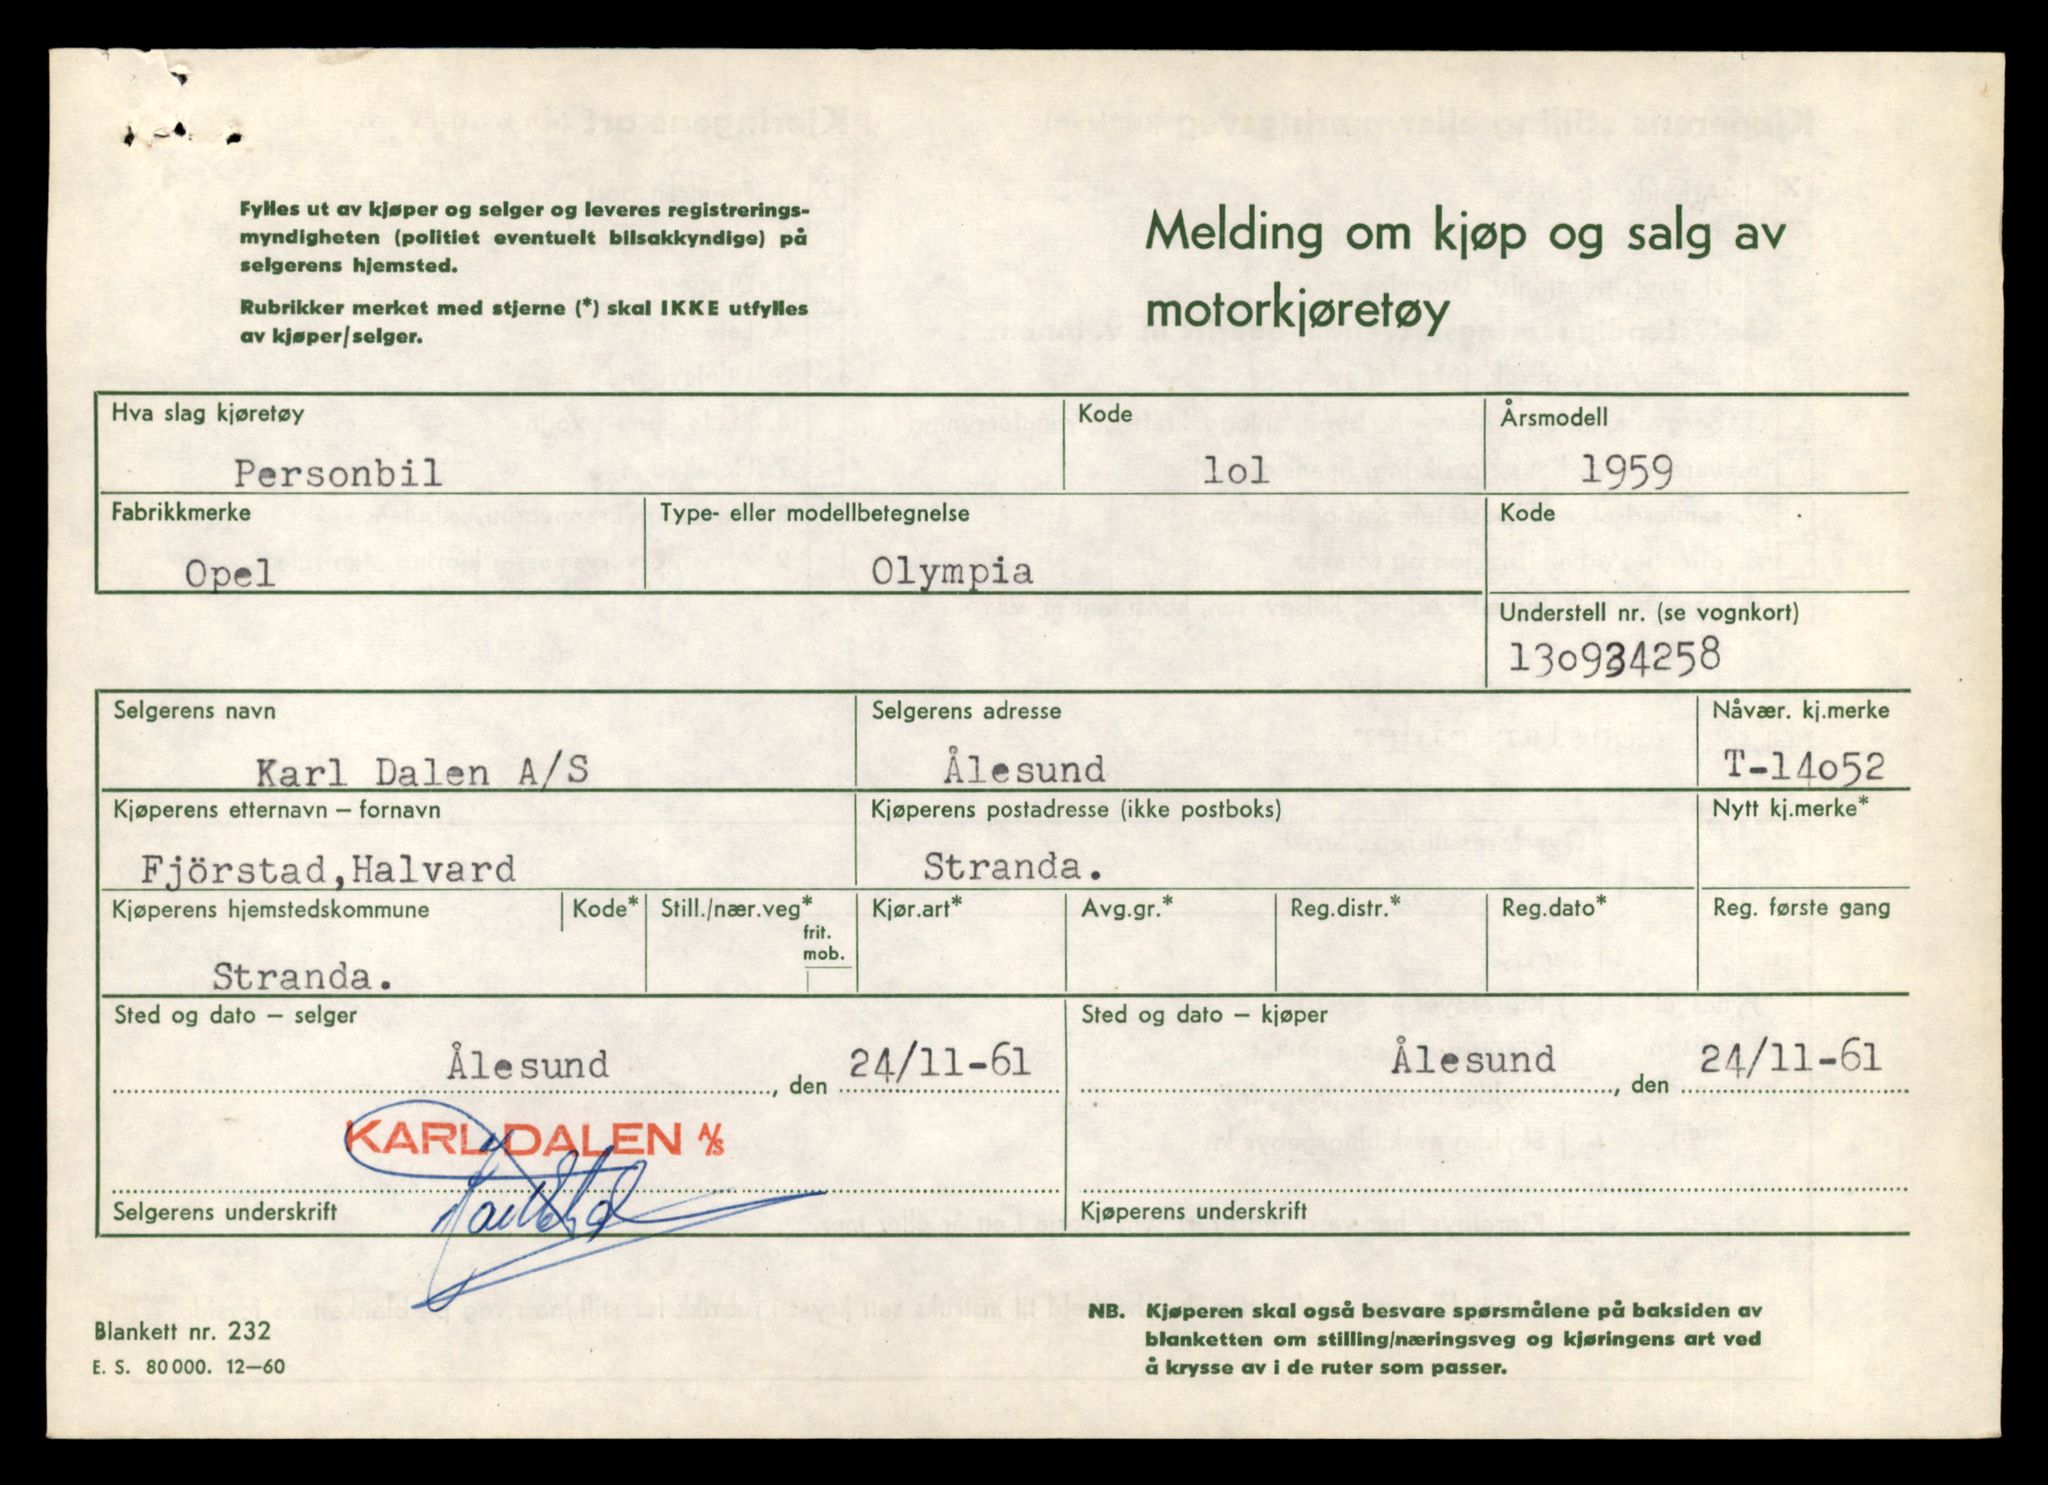 Fylles ut av kjøper og selger og leveres registrerings-
myndigheten (politiet eventuelt bilsakkyndige) på
selgerens hjemsted.
Rubrikker merket med stjerne (*) skal IKKE utfylles
av kjøper/selger.
Melding om kjøp og salg av
motorkjøretøy
Hva slag kjøretøy Kode Årsmodell
Personbil lol 1959
Fabrikkmerke Type- eller modellbetegnelse Kode
Opel Olympia
Understell nr. (se vognkort)
130934258
Selgerens navn Selgerens adresse Nåvær. kj.merke
Karl Dalen A/S Ålesund T-14052
Kjøperens etternavn – fornavn Kjøperens postadresse (ikke postboks) Nytt kj.merke*
Fjörstad,Halvard Stranda.
Kjøperens hjemstedskommune Kode* Still./nær.veg* Kjør.art* Avg.gr.* Reg.distr.* Reg.dato* Reg. første gang
frit.
mob.
Stranda.
Sted og dato – selger Sted og dato – kjøper
Ålesund, den 24/11-61 Ålesund, den 24/11-61
KARL DALEN A/S
Selgerens underskrift Kjøperens underskrift
Blankett nr. 232
E. S. 80 000. 12–60
NB. Kjøperen skal også besvare spørsmålene på baksiden av
blanketten om stilling/næringsveg og kjøringens art ved
å krysse av i de ruter som passer.